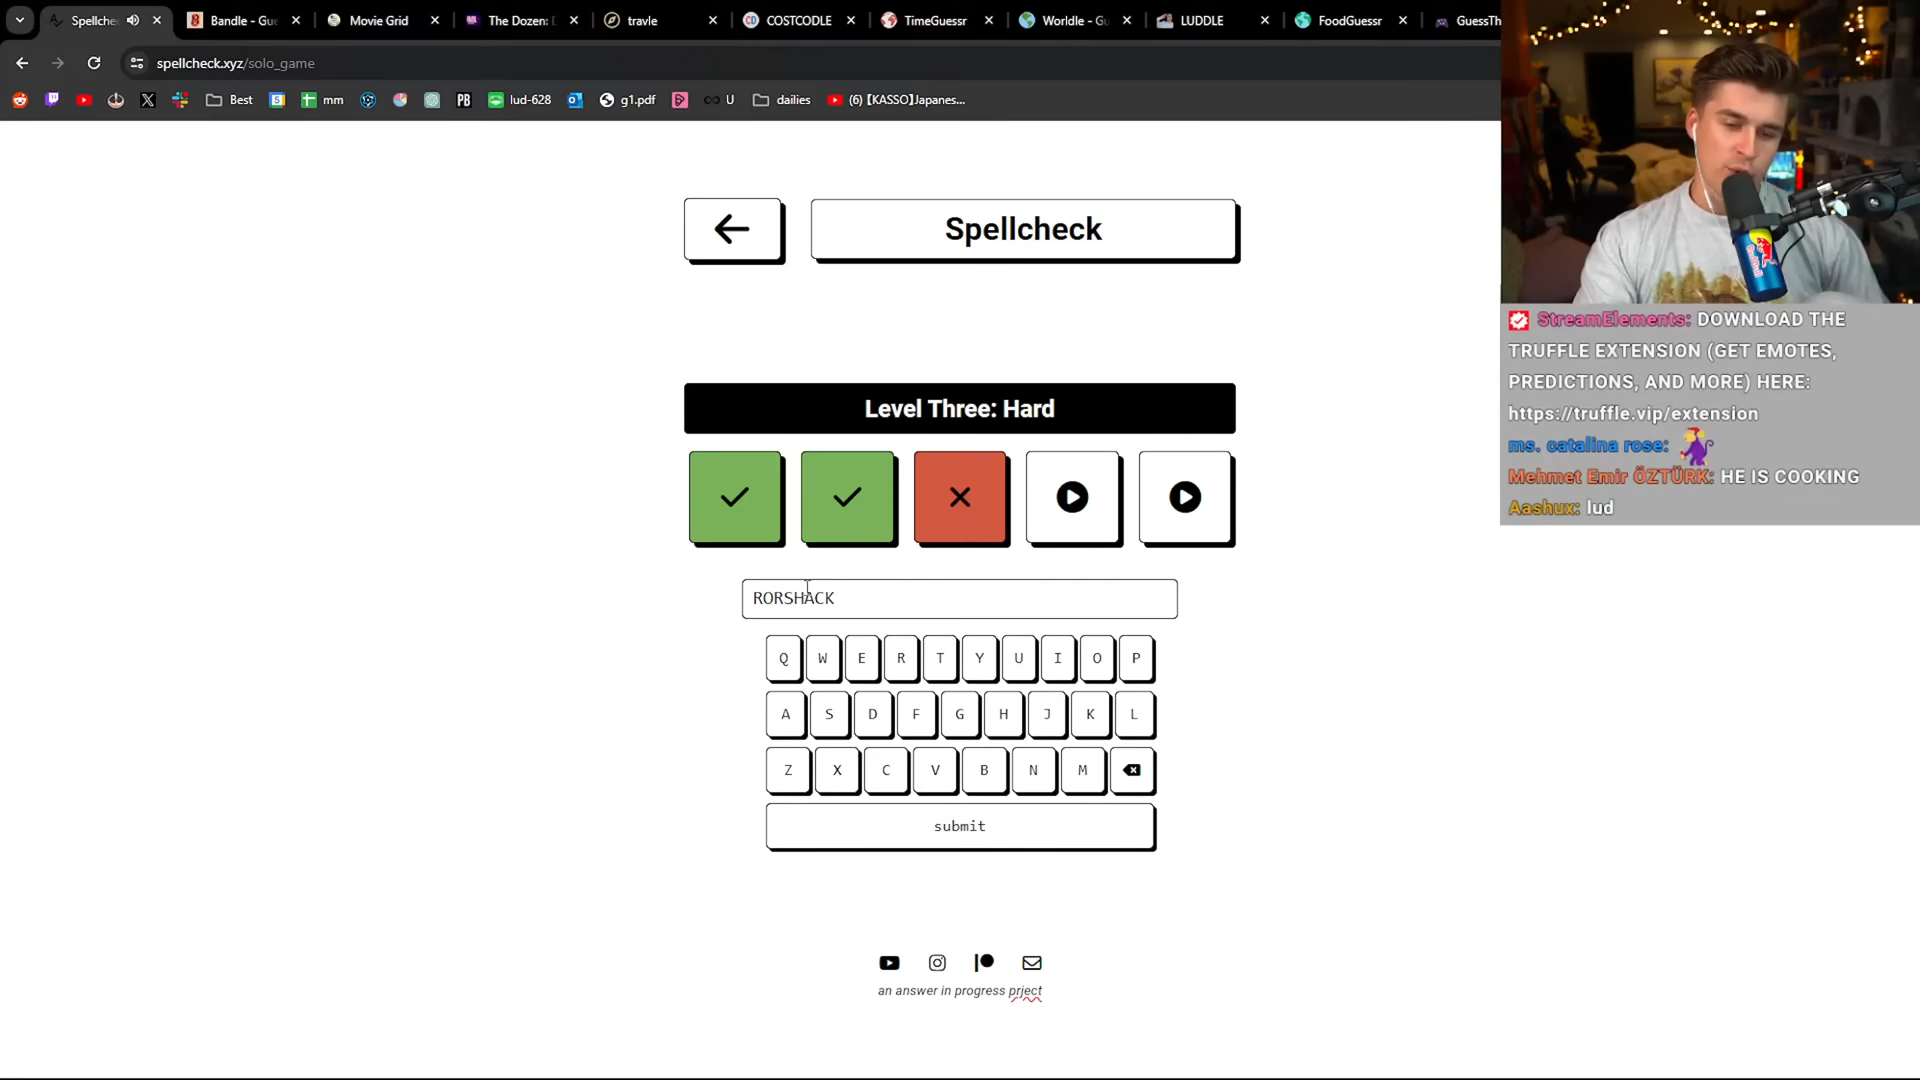 Spellchec
Bandle - Gue
Movie Grid
The Dozen:
travle
COSTCODLE
TimeGuessr
Worldle - G
LUDDLE
FoodGuessr
GuessTh
spellcheck.xyz/solo_game
Best
mm
PB
lud-628
g1.pdf
U
dailies
(6)【KASSO】Japanes...
Spellcheck
StreamElements: DOWNLOAD THE
TRUFFLE EXTENSION (GET EMOTES,
PREDICTIONS, AND MORE) HERE:
https://truffle.vip/extension
ms. catalina rose:
Mehmet Emir ÖZTÜRK: HE IS COOKING
Aashux: lud
Level Three: Hard
RORSHACK
Q W E R T Y U I O P
A S D F G H J K L
Z X C V B N M
submit
an answer in progress prject